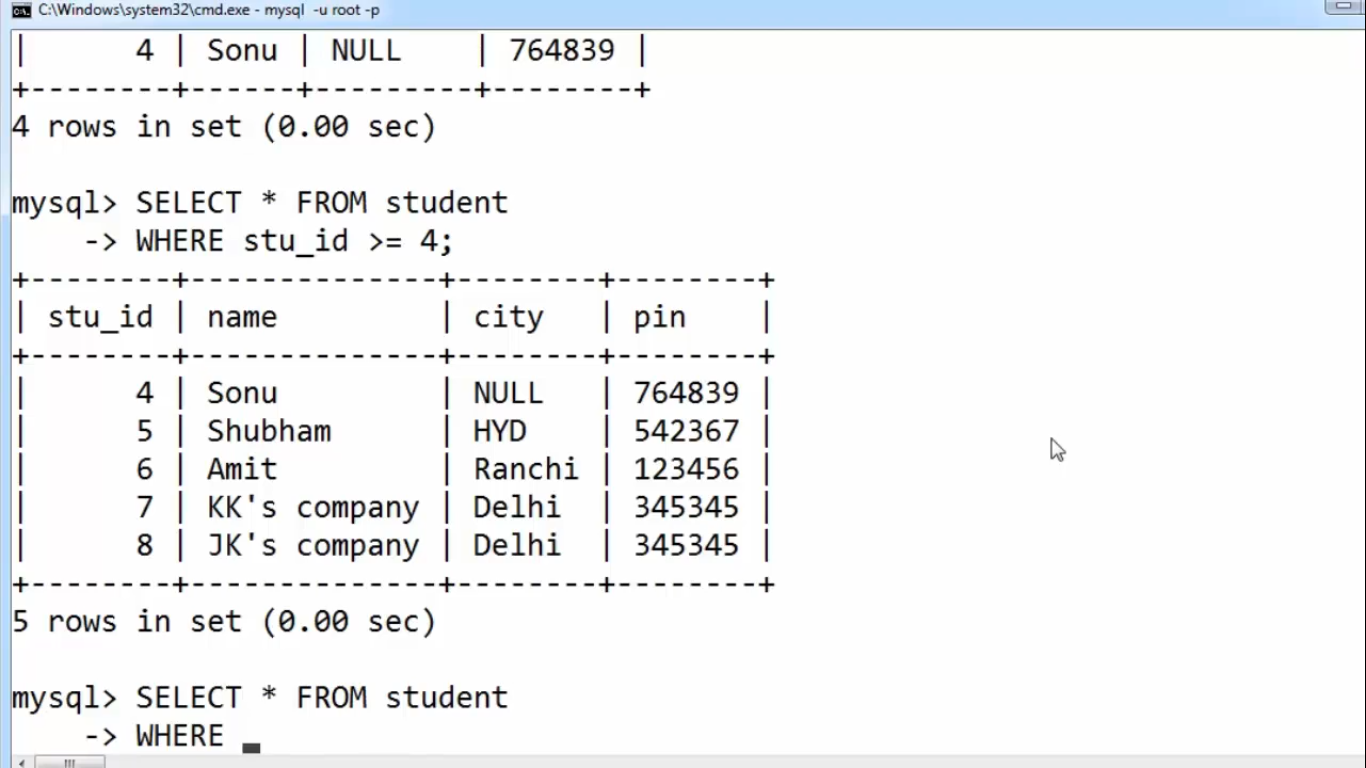 C:\Windows\system32\cmd.exe - mysql  -u root -p
|      4 | Sonu | NULL    | 764839 |
+--------+------+---------+--------+
4 rows in set (0.00 sec)
mysql> SELECT * FROM student
    -> WHERE stu_id >= 4;
+--------+--------------+--------+--------+
| stu_id | name         | city   | pin    |
+--------+--------------+--------+--------+
|      4 | Sonu         | NULL   | 764839 |
|      5 | Shubham      | HYD    | 542367 |
|      6 | Amit         | Ranchi | 123456 |
|      7 | KK's company | Delhi  | 345345 |
|      8 | JK's company | Delhi  | 345345 |
+--------+--------------+--------+--------+
5 rows in set (0.00 sec)
mysql> SELECT * FROM student
    -> WHERE _